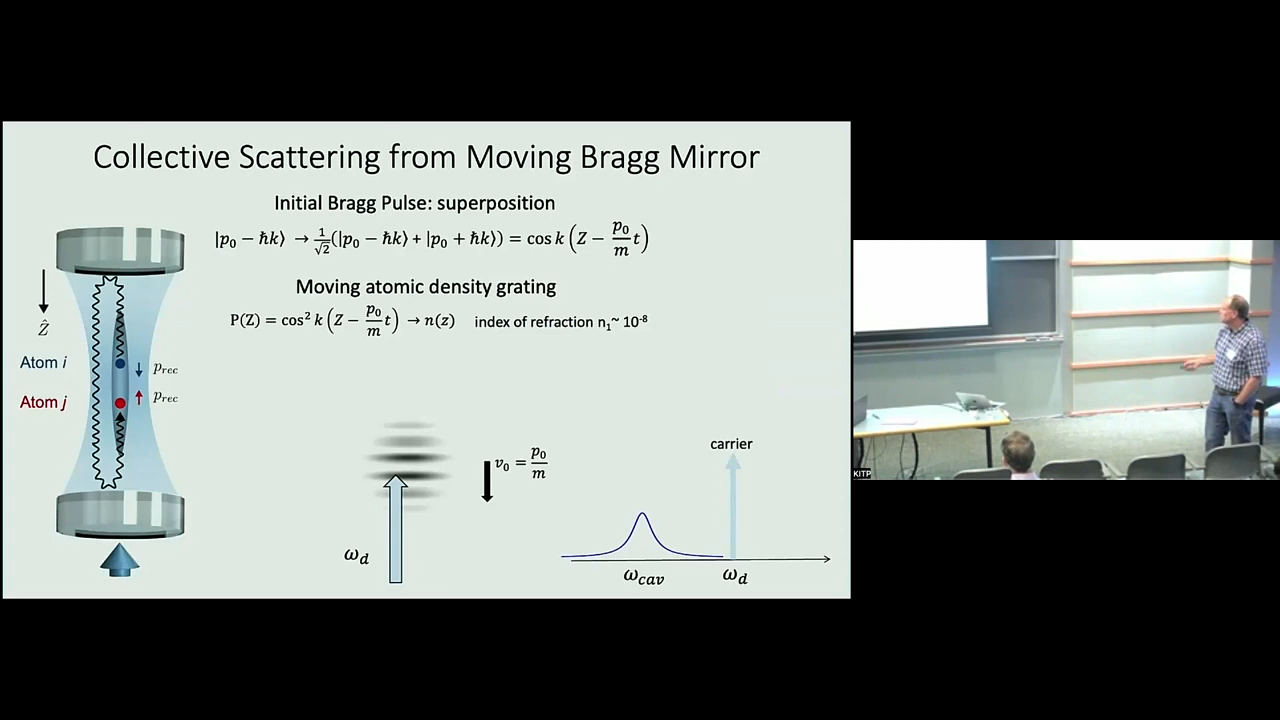 Collective Scattering from Moving Bragg Mirror
Initial Bragg Pulse: superposition
|p₀ − ħk⟩ → 1/√2 (|p₀ − ħk⟩ + |p₀ + ħk⟩) = cos k (Z − p₀/m t)
Moving atomic density grating
P(Z) = cos² k (Z − p₀/m t) → n(z) index of refraction n₁~ 10⁻⁸
Ẑ
Atom i
p_rec
Atom j
p_rec
v₀ = p₀/m
carrier
ω_d
ω_cav
ω_d
KITP